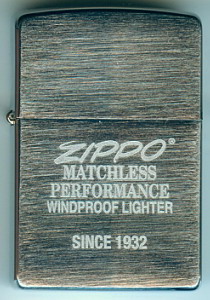 ZIPPO®
MATCHLESS
PERFORMANCE
WINDPROOF LIGHTER
SINCE 1932